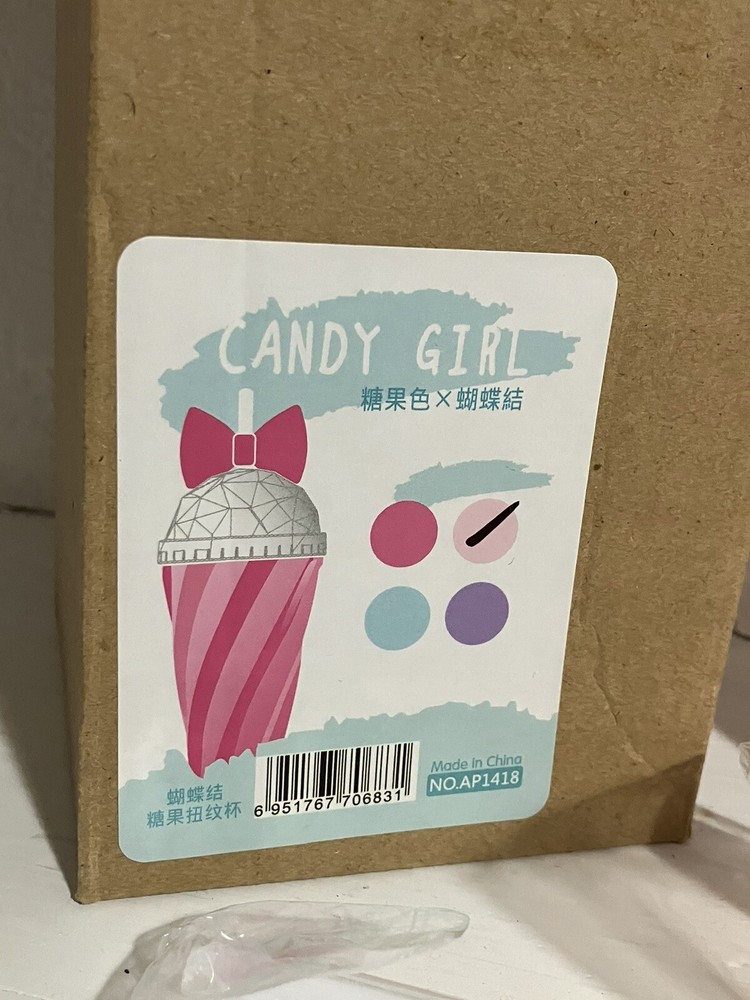 CANDY GIRL
糖果色×蝴蝶結
蝴蝶结
糖果扭纹杯
6 951767 706831
Made in China
NO.AP1418